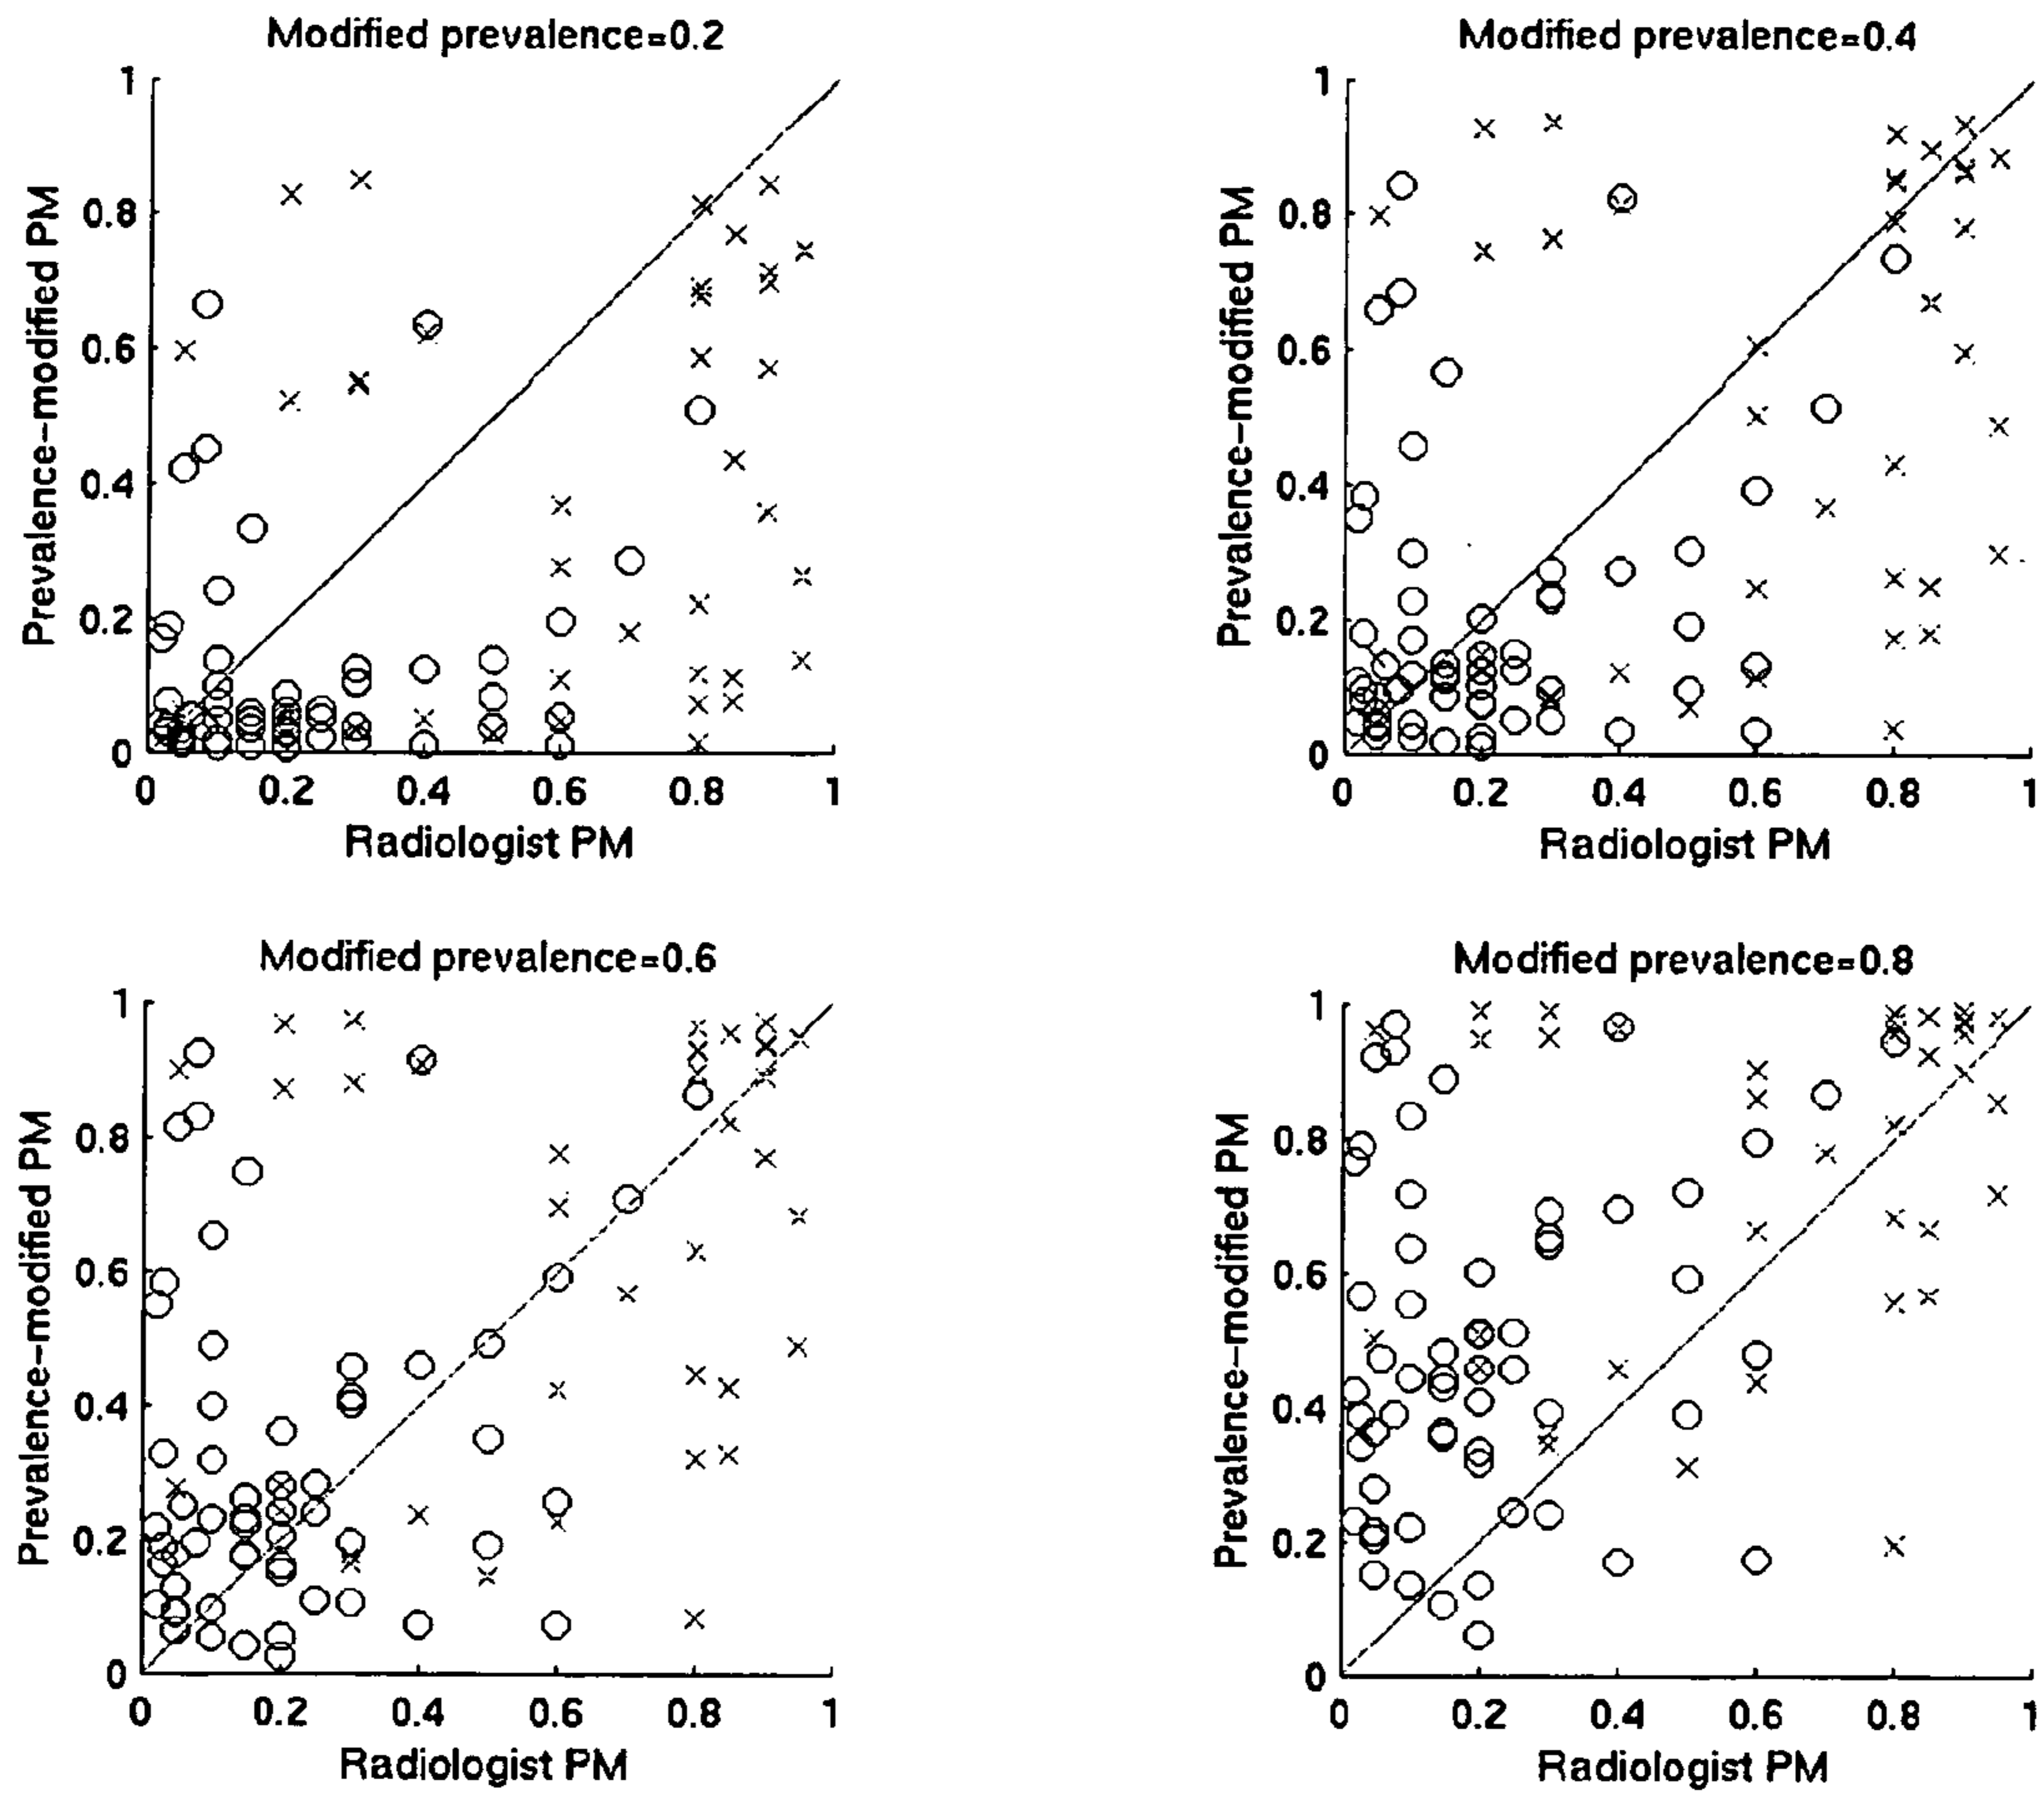 Modified prevalence=0.2
Prevalence-modified PM
1
0.8
0.6
0.4
0.2
0
0 0.2 0.4 0.6 0.8 1
Radiologist PM
Modified prevalence=0.4
Prevalence-modified PM
1
0.8
0.6
0.4
0.2
0
0 0.2 0.4 0.6 0.8 1
Radiologist PM
Modified prevalence=0.6
Prevalence-modified PM
1
0.8
0.6
0.4
0.2
0
0 0.2 0.4 0.6 0.8 1
Radiologist PM
Modified prevalence=0.8
Prevalence-modified PM
1
0.8
0.6
0.4
0.2
0
0 0.2 0.4 0.6 0.8 1
Radiologist PM